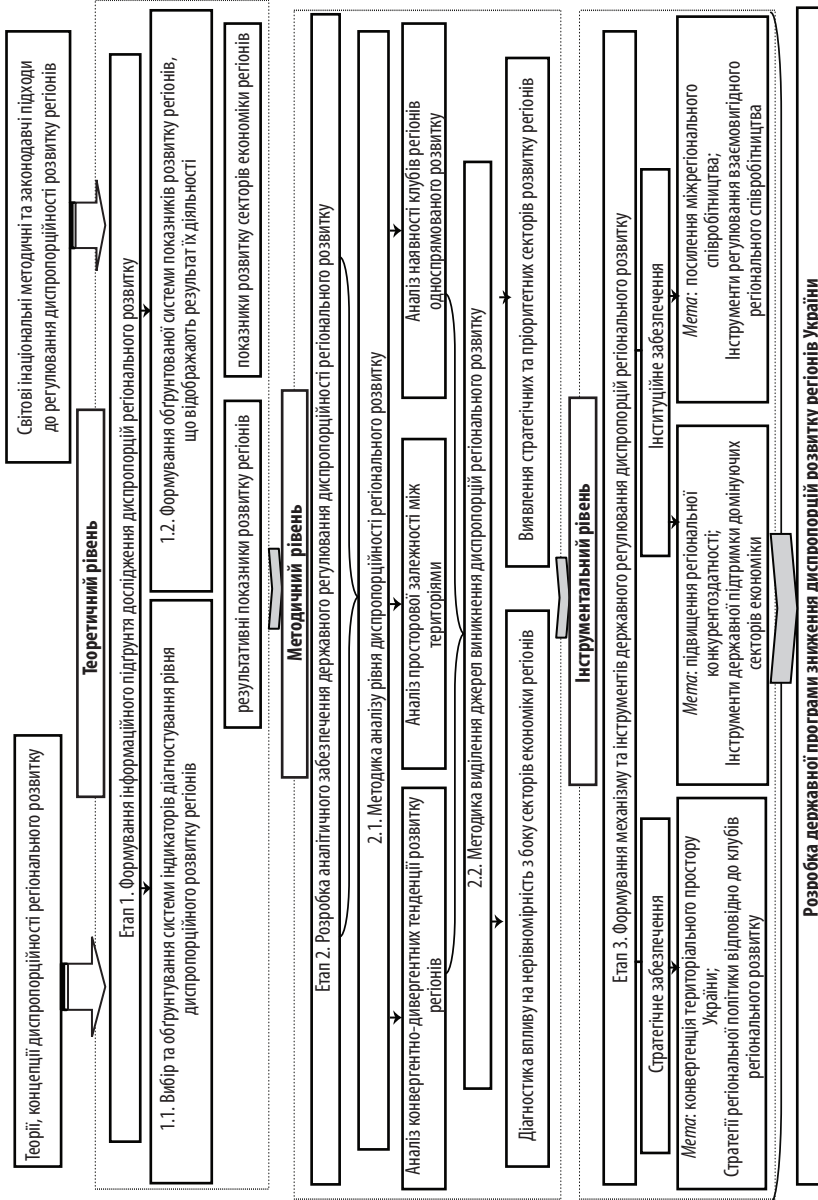 Теорії, концепції диспропорційності регіонального розвитку
Світові інаціональні методичні та законодавчі підходи
до регулювання диспропорційності розвитку регіонів
Теоретичний рівень
Етап 1. Формування інформаційного підґрунтя дослідження диспропорцій регіонального розвитку
1.1. Вибір та обґрунтування системи індикаторів діагностування рівня
диспропорційного розвитку регіонів
1.2. Формування обґрунтованої системи показників розвитку регіонів,
що відображають результат їх діяльності
результативні показники розвитку регіонів
показники розвитку секторів економіки регіонів
Методичний рівень
Етап 2. Розробка аналітичного забезпечення державного регулювання диспропорційності регіонального розвитку
2.1. Методика аналізу рівня диспропорційності регіонального розвитку
Аналіз конвергентно-дивергентних тенденції розвитку
регіонів
Аналіз просторової залежності між
територіями
Аналіз наявності клубів регіонів
односпрямованого розвитку
2.2. Методика виділення джерел виникнення диспропорцій регіонального розвитку
Діагностика впливу на нерівномірність з боку секторів економіки регіонів
Виявлення стратегічних та пріоритетних секторів розвитку регіонів
Інструментальний рівень
Етап 3. Формування механізму та інструментів державного регулювання диспропорцій регіонального розвитку
Стратегічне забезпечення
Інституційне забезпечення
Мета: конвергенція територіального простору
України;
Стратегії регіональної політики відповідно до клубів
регіонального розвитку
Мета: підвищення регіональної
конкурентоздатності;
Інструменти державної підтримки домінуючих
секторів економіки
Мета: посилення міжрегіонального
співробітництва;
Інструменти регулювання взаємовигідного
регіонального співробітництва
Розробка державної програми зниження диспропорцій розвитку регіонів України